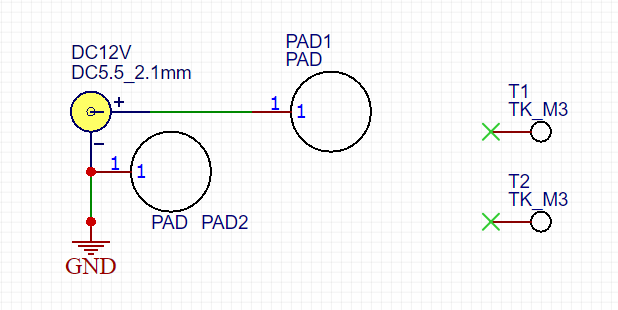 DC12V
DC5.5_2.1mm
+
−
PAD1
PAD
1
1
1
1
PAD PAD2
GND
T1
TK_M3
T2
TK_M3